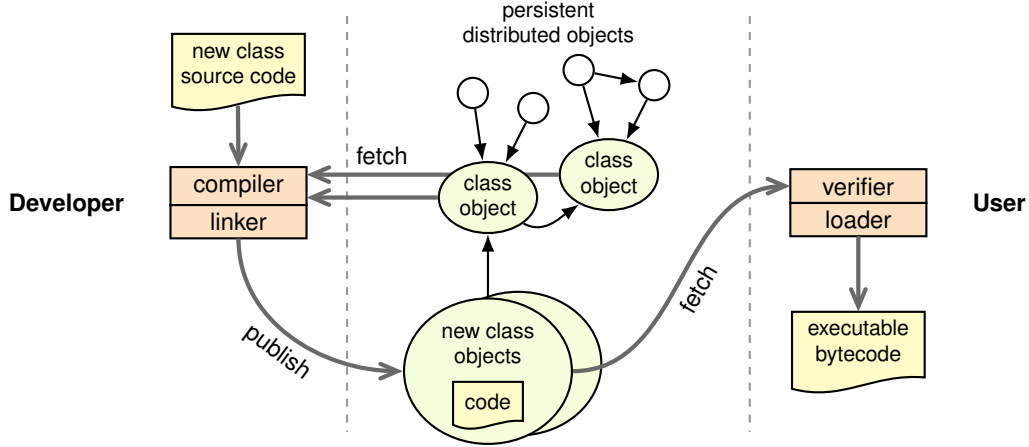 persistent
distributed objects
new class
source code
fetch
compiler
linker
Developer
class
object
class
object
verifier
loader
User
publish
new class
objects
code
fetch
executable
bytecode